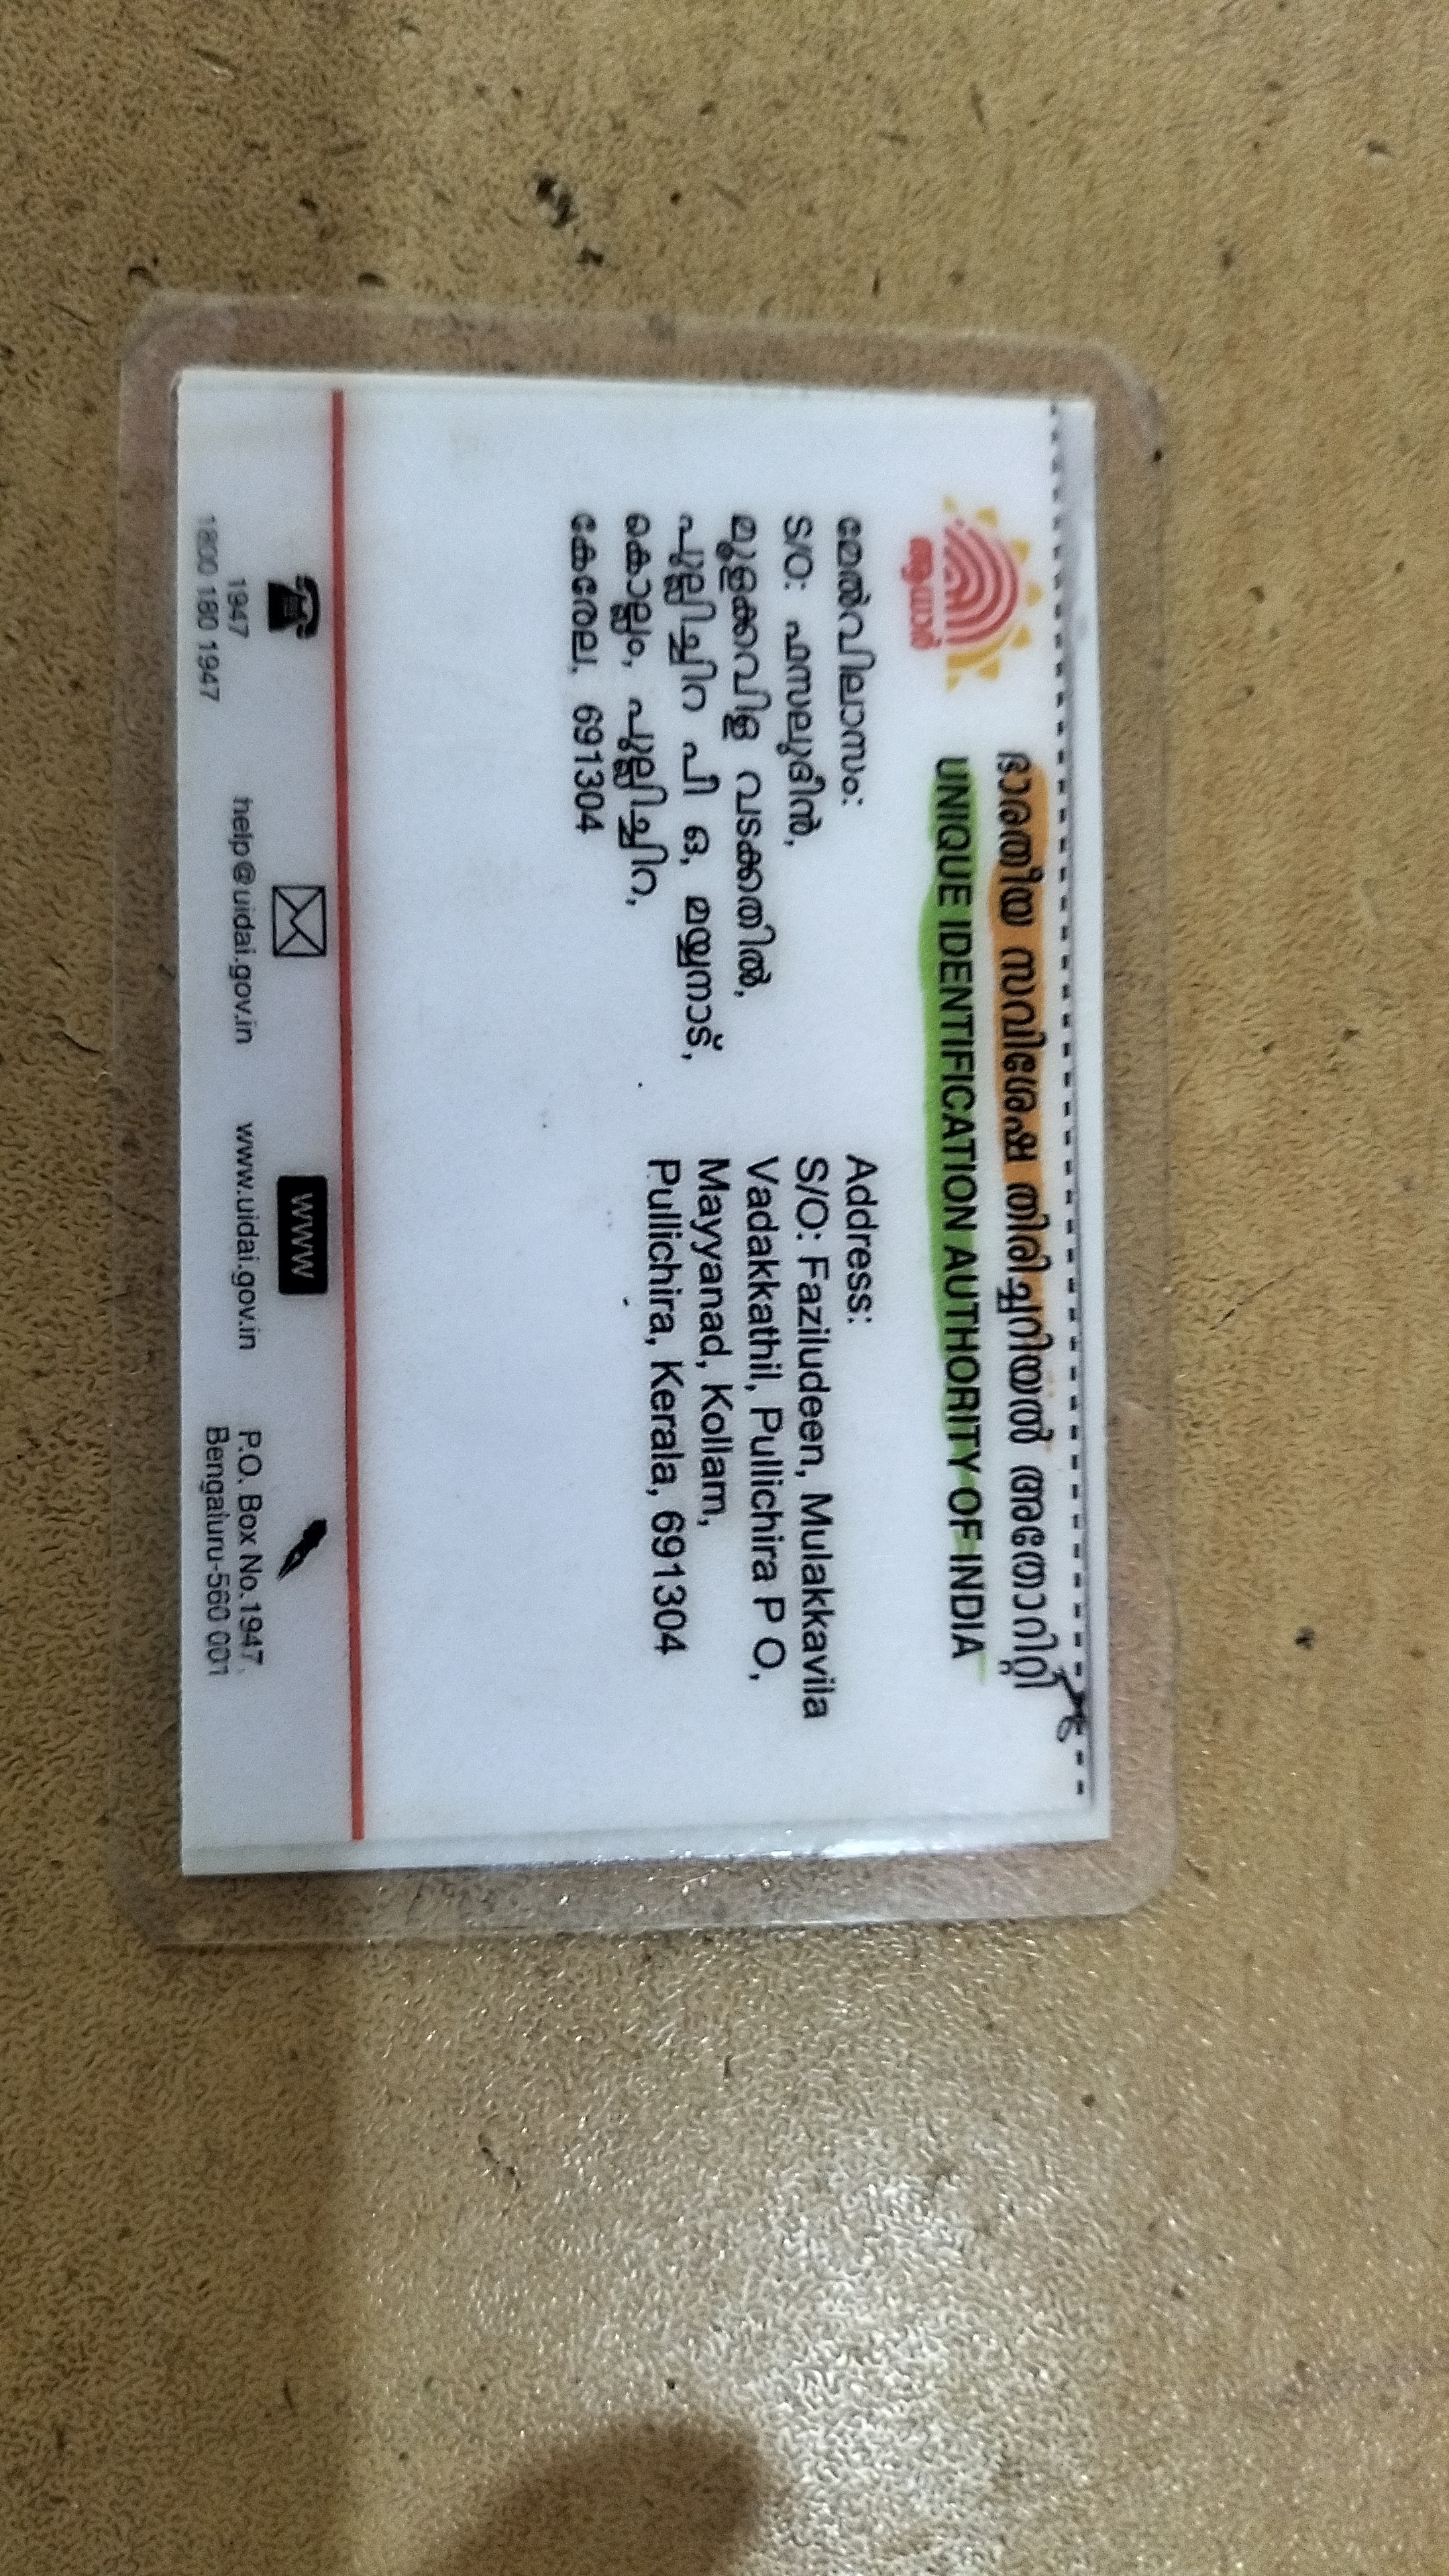 ഭാരതീയ സവിശേഷ തിരിച്ചറിയൽ അതോറിറ്റി
UNIQUE IDENTIFICATION AUTHORITY OF INDIA
ആധാർ
മേൽവിലാസം:
S/O: ഫസലുദീൻ,
മുളക്കവിള വടക്കതിൽ,
പുല്ലിച്ചിറ പി ഒ, മയ്യനാട്,
കൊല്ലം, പുല്ലിച്ചിറ,
കേരല, 691304
Address:
S/O: Faziludeen, Mulakkavila
Vadakkathil, Pullichira P O,
Mayyanad, Kollam,
Pullichira, Kerala, 691304
1947
1800 180 1947
help@uidai.gov.in
WWW
www.uidai.gov.in
P.O. Box No.1947,
Bengaluru-560 001